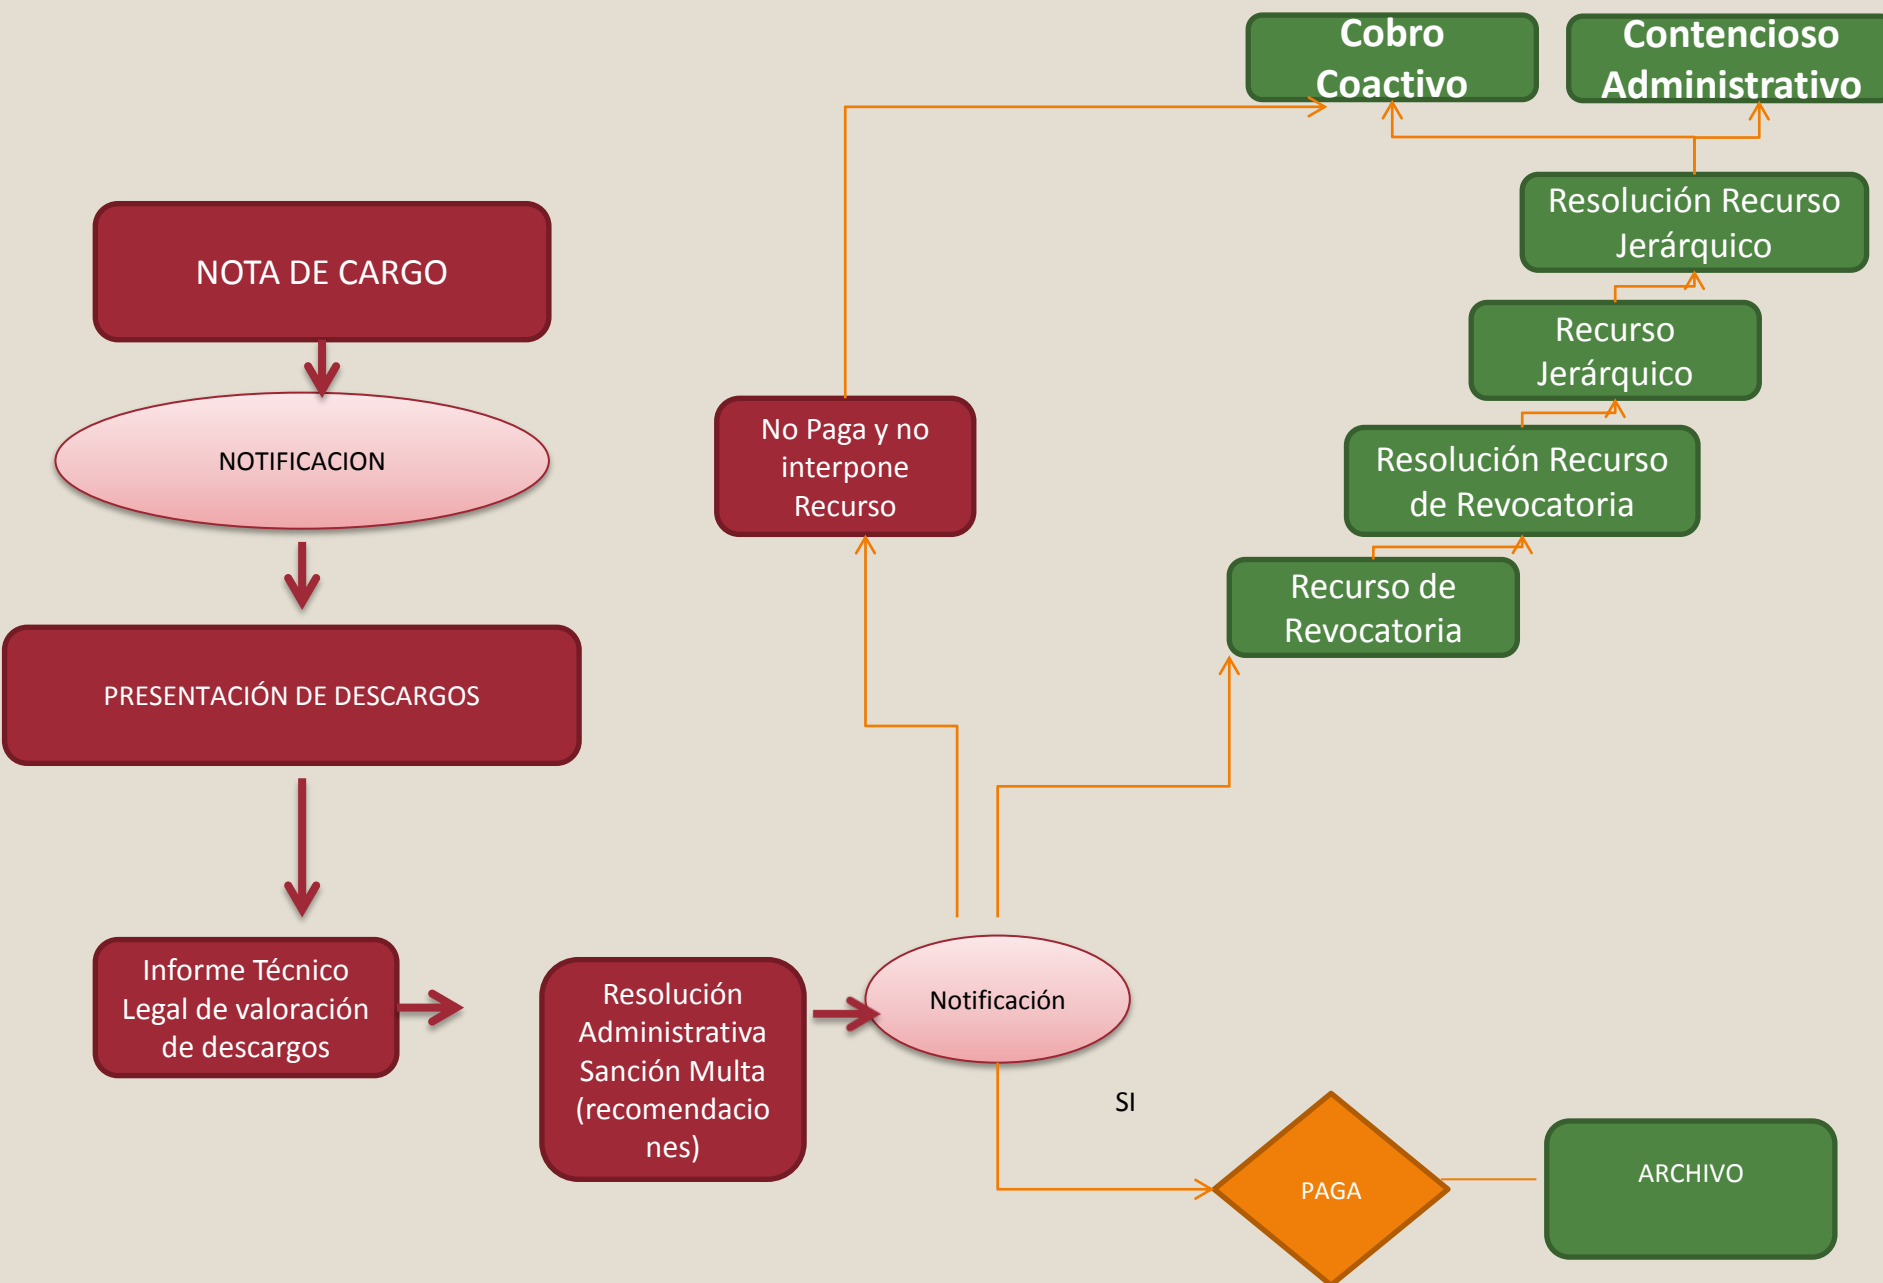 Cobro
Coactivo
Contencioso
Administrativo
Resolución Recurso
Jerárquico
NOTA DE CARGO
Recurso
Jerárquico
No Paga y no
interpone
Recurso
NOTIFICACION
Resolución Recurso
de Revocatoria
Recurso de
Revocatoria
PRESENTACIÓN DE DESCARGOS
Informe Técnico
Legal de valoración
de descargos
Resolución
Administrativa
Sanción Multa
(recomendacio
nes)
Notificación
SI
PAGA
ARCHIVO